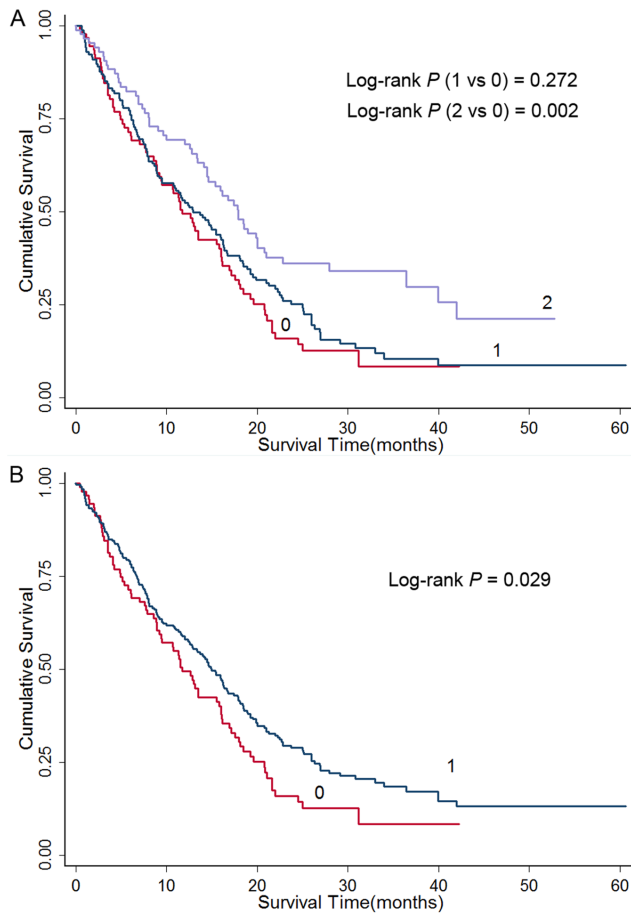 A
Log-rank P (1 vs 0) = 0.272
Log-rank P (2 vs 0) = 0.002
Cumulative Survival
1.00
0.75
0.50
0.25
0.00
2
0
1
0 10 20 30 40 50 60
Survival Time(months)
B
Log-rank P = 0.029
Cumulative Survival
1.00
0.75
0.50
0.25
0.00
1
0
0 10 20 30 40 50 60
Survival Time(months)